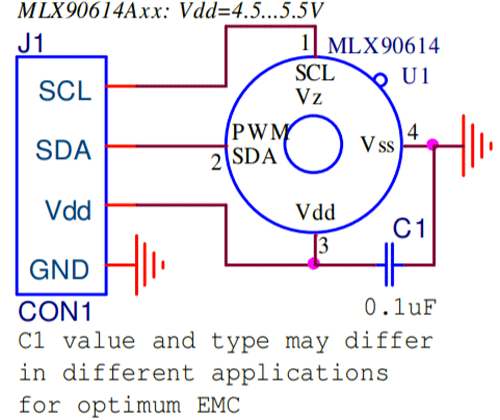 MLX90614Axx: Vdd=4.5...5.5V
J1
1 MLX90614
SCL
SCL
U1
Vz
PWM
SDA
Vss
4
2 SDA
Vdd
Vdd
C1
3
GND
CON1
0.1uF
C1 value and type may differ
in different applications
for optimum EMC